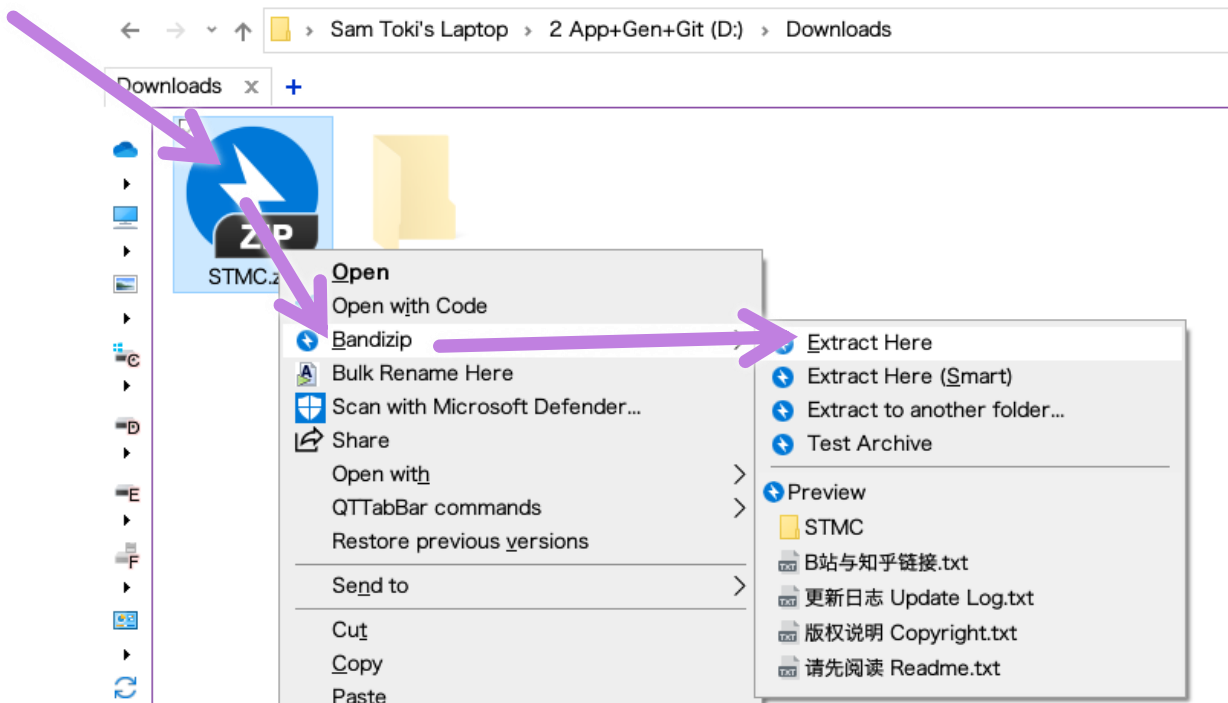 Sam Toki's Laptop › 2 App+Gen+Git (D:) › Downloads
Downloads x +
ZIP
STMC.z
Open
Open with Code
Bandizip
Bulk Rename Here
Scan with Microsoft Defender...
Share
Open with
QTTabBar commands
Restore previous versions
Send to
Cut
Copy
Paste
Extract Here
Extract Here (Smart)
Extract to another folder...
Test Archive
Preview
STMC
B站与知乎链接.txt
更新日志 Update Log.txt
版权说明 Copyright.txt
请先阅读 Readme.txt
C
D
E
F